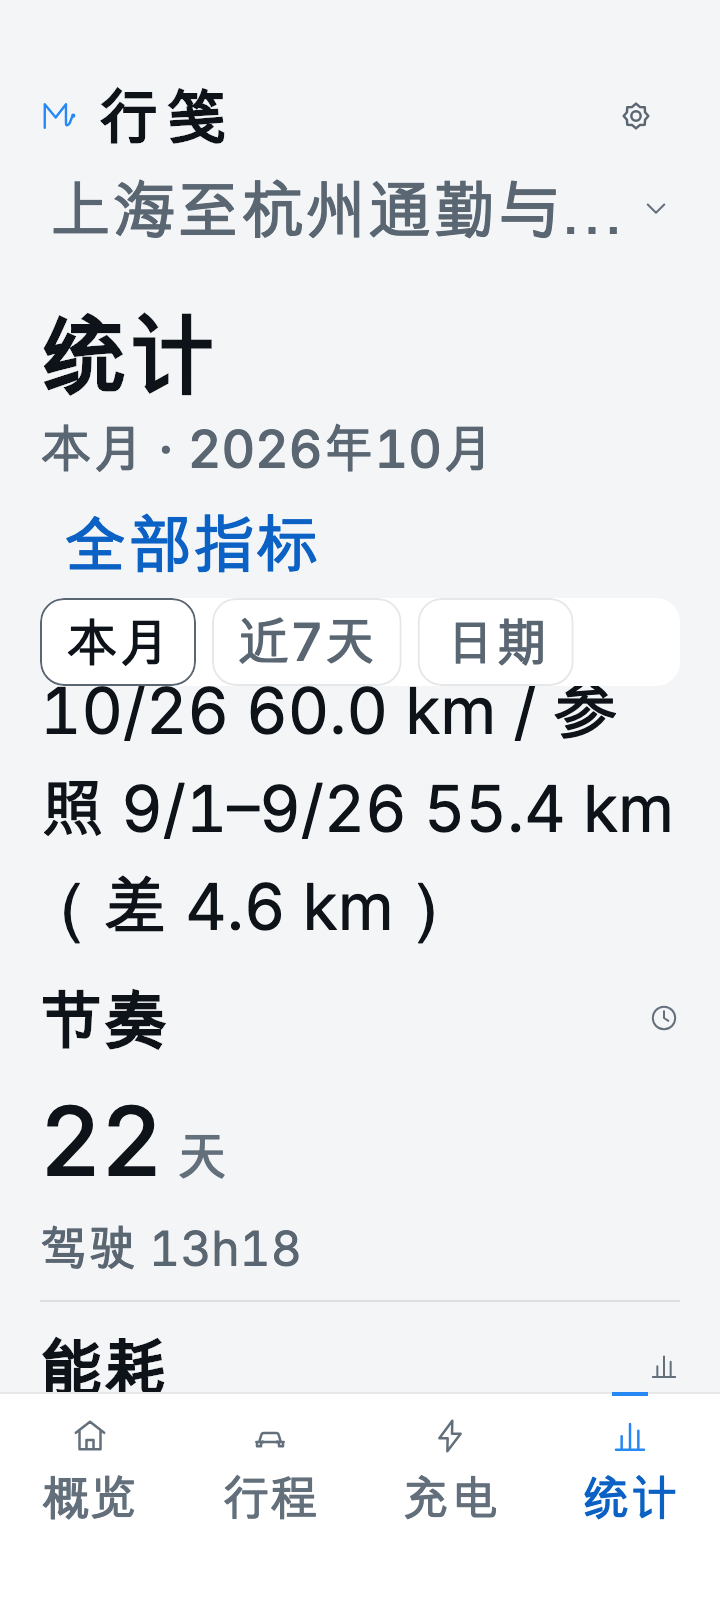 行笺
上海至杭州通勤与...
统计
本月 · 2026年10月
全部指标
本月
近7天
日期
10/26 60.0 km / 参
照 9/1–9/26 55.4 km
（差 4.6 km）
节奏
22 天
驾驶 13h18
能耗
概览
行程
充电
统计